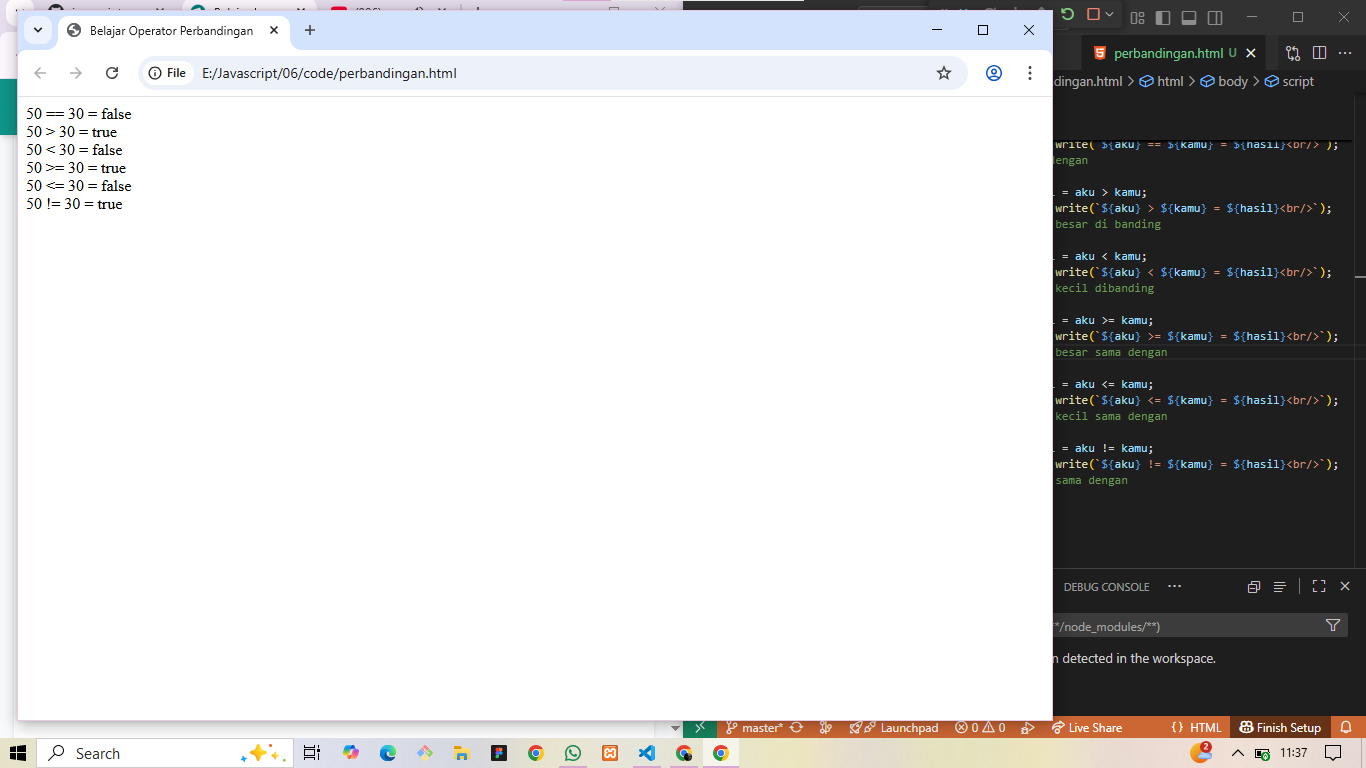 Belajar Operator Perbandingan
File
E:/Javascript/06/code/perbandingan.html
50 == 30 = false
50 > 30 = true
50 < 30 = false
50 >= 30 = true
50 <= 30 = false
50 != 30 = true
perbandingan.html U
dingan.html > html > body > script
write(`${aku} == ${kamu} = ${hasil}<br/>`);
dengan
= aku > kamu;
write(`${aku} > ${kamu} = ${hasil}<br/>`);
besar di banding
= aku < kamu;
write(`${aku} < ${kamu} = ${hasil}<br/>`);
kecil dibanding
= aku >= kamu;
write(`${aku} >= ${kamu} = ${hasil}<br/>`);
besar sama dengan
= aku <= kamu;
write(`${aku} <= ${kamu} = ${hasil}<br/>`);
kecil sama dengan
= aku != kamu;
write(`${aku} != ${kamu} = ${hasil}<br/>`);
sama dengan
DEBUG CONSOLE
**/node_modules/**)
n detected in the workspace.
master* Launchpad 0 0 Live Share {} HTML Finish Setup
Search
2
11:37